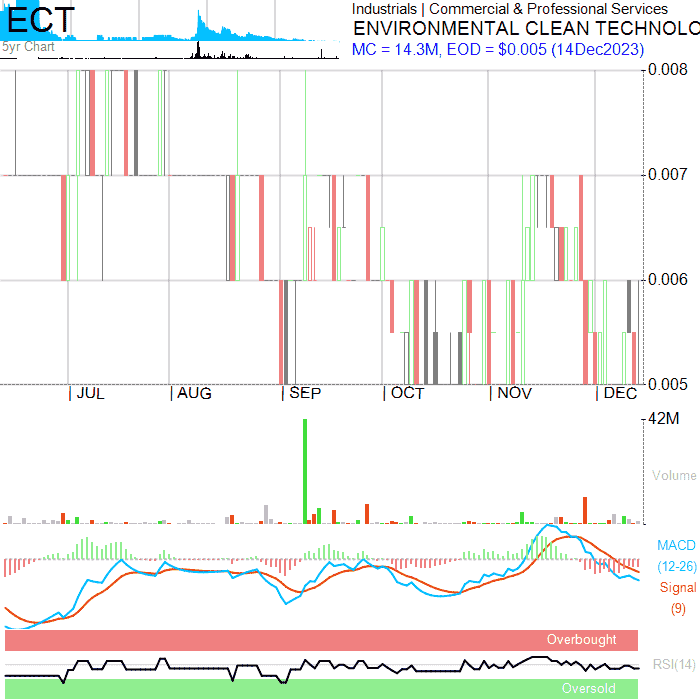 ECT
5yr Chart
Industrials | Commercial & Professional Services
ENVIRONMENTAL CLEAN TECHNOLO
MC = 14.3M, EOD = $0.005 (14Dec2023)
0.008
0.007
0.006
0.005
JUL AUG SEP OCT NOV DEC
42M
Volume
MACD
(12-26)
Signal
(9)
Overbought
RSI(14)
Oversold